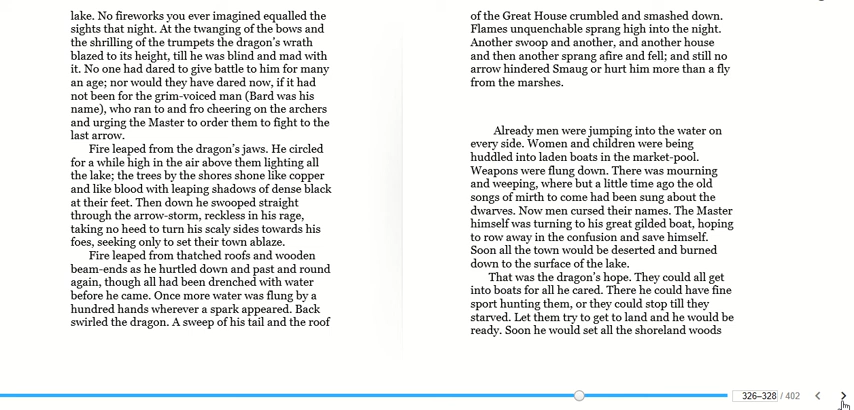 lake. No fireworks you ever imagined equalled the
sights that night. At the twanging of the bows and
the shrilling of the trumpets the dragon's wrath
blazed to its height, till he was blind and mad with
it. No one had dared to give battle to him for many
an age; nor would they have dared now, if it had
not been for the grim-voiced man (Bard was his
name), who ran to and fro cheering on the archers
and urging the Master to order them to fight to the
last arrow.
Fire leaped from the dragon's jaws. He circled
for a while high in the air above them lighting all
the lake; the trees by the shores shone like copper
and like blood with leaping shadows of dense black
at their feet. Then down he swooped straight
through the arrow-storm, reckless in his rage,
taking no heed to turn his scaly sides towards his
foes, seeking only to set their town ablaze.
Fire leaped from thatched roofs and wooden
beam-ends as he hurtled down and past and round
again, though all had been drenched with water
before he came. Once more water was flung by a
hundred hands wherever a spark appeared. Back
swirled the dragon. A sweep of his tail and the roof
of the Great House crumbled and smashed down.
Flames unquenchable sprang high into the night.
Another swoop and another, and another house
and then another sprang afire and fell; and still no
arrow hindered Smaug or hurt him more than a fly
from the marshes.
Already men were jumping into the water on
every side. Women and children were being
huddled into laden boats in the market-pool.
Weapons were flung down. There was mourning
and weeping, where but a little time ago the old
songs of mirth to come had been sung about the
dwarves. Now men cursed their names. The Master
himself was turning to his great gilded boat, hoping
to row away in the confusion and save himself.
Soon all the town would be deserted and burned
down to the surface of the lake.
That was the dragon's hope. They could all get
into boats for all he cared. There he could have fine
sport hunting them, or they could stop till they
starved. Let them try to get to land and he would be
ready. Soon he would set all the shoreland woods
326–328 / 402